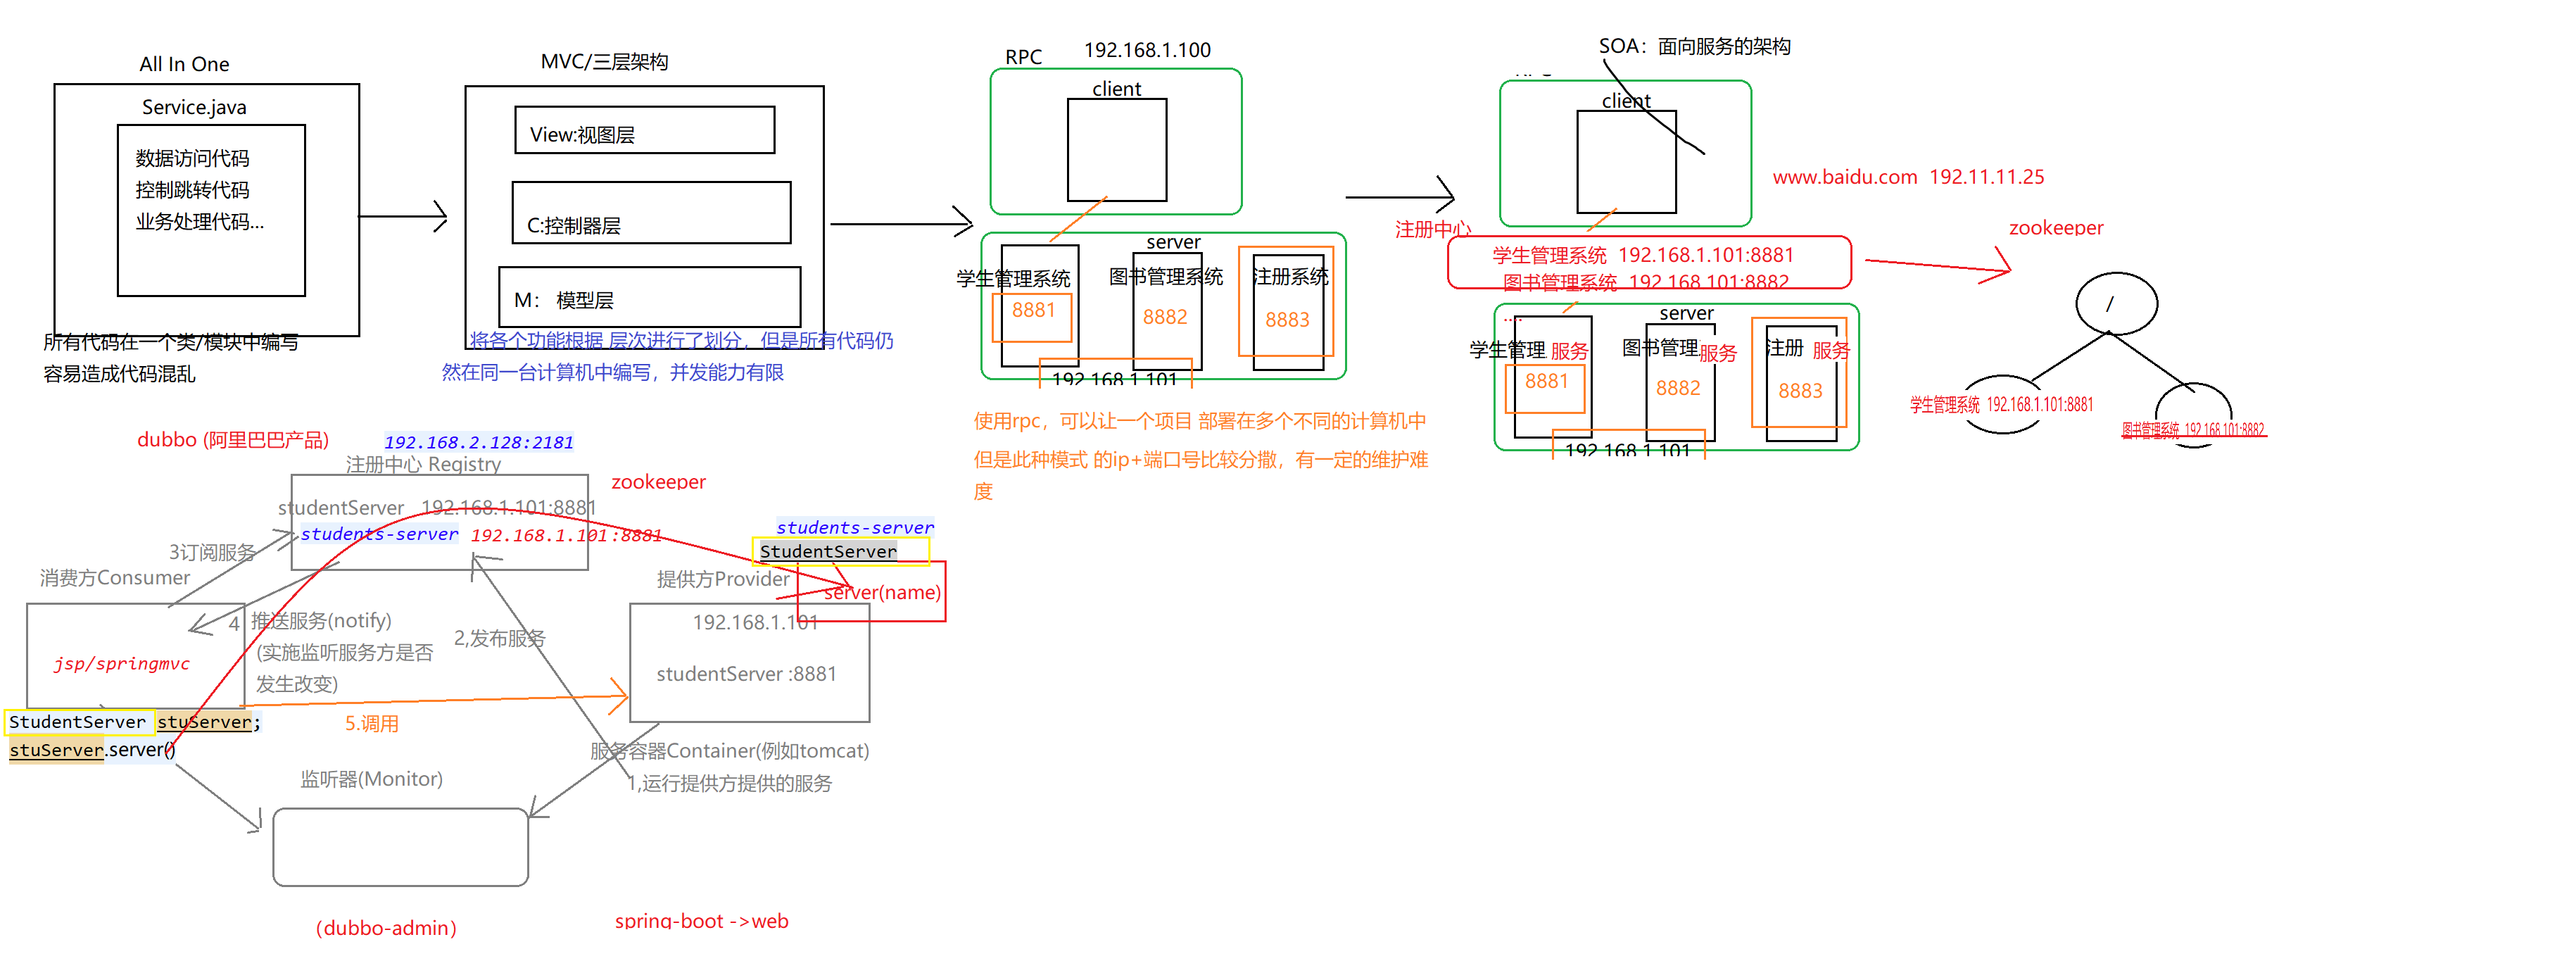 All In One
Service.java
数据访问代码
控制跳转代码
业务处理代码...
所有代码在一个类/模块中编写
容易造成代码混乱
MVC/三层架构
View:视图层
C:控制器层
M： 模型层
将各个功能根据 层次进行了划分，但是所有代码仍
然在同一台计算机中编写，并发能力有限
RPC
192.168.1.100
client
server
学生管理系统
图书管理系统
注册系统
8881
8882
8883
192.168.1.101
使用rpc，可以让一个项目 部署在多个不同的计算机中
但是此种模式 的ip+端口号比较分撒，有一定的维护难
度
SOA：面向服务的架构
client
www.baidu.com 192.11.11.25
注册中心
学生管理系统 192.168.1.101:8881
图书管理系统 192.168.101:8882
....
server
学生管理 服务
图书管理 服务
注册 服务
8881
8882
8883
192.168.1.101
zookeeper
/
学生管理系统 192.168.1.101:8881
图书管理系统 192.168.101:8882
dubbo (阿里巴巴产品)
192.168.2.128:2181
注册中心 Registry
zookeeper
studentServer 192.168.1.101:8881
students-server 192.168.1.101:8881
3订阅服务
消费方Consumer
4 推送服务(notify)
(实施监听服务方是否
发生改变)
jsp/springmvc
StudentServer stuServer;
stuServer.server()
5.调用
2,发布服务
students-server
StudentServer
提供方Provider
server(name)
192.168.1.101
studentServer :8881
服务容器Container(例如tomcat)
1,运行提供方提供的服务
监听器(Monitor)
（dubbo-admin）
spring-boot ->web